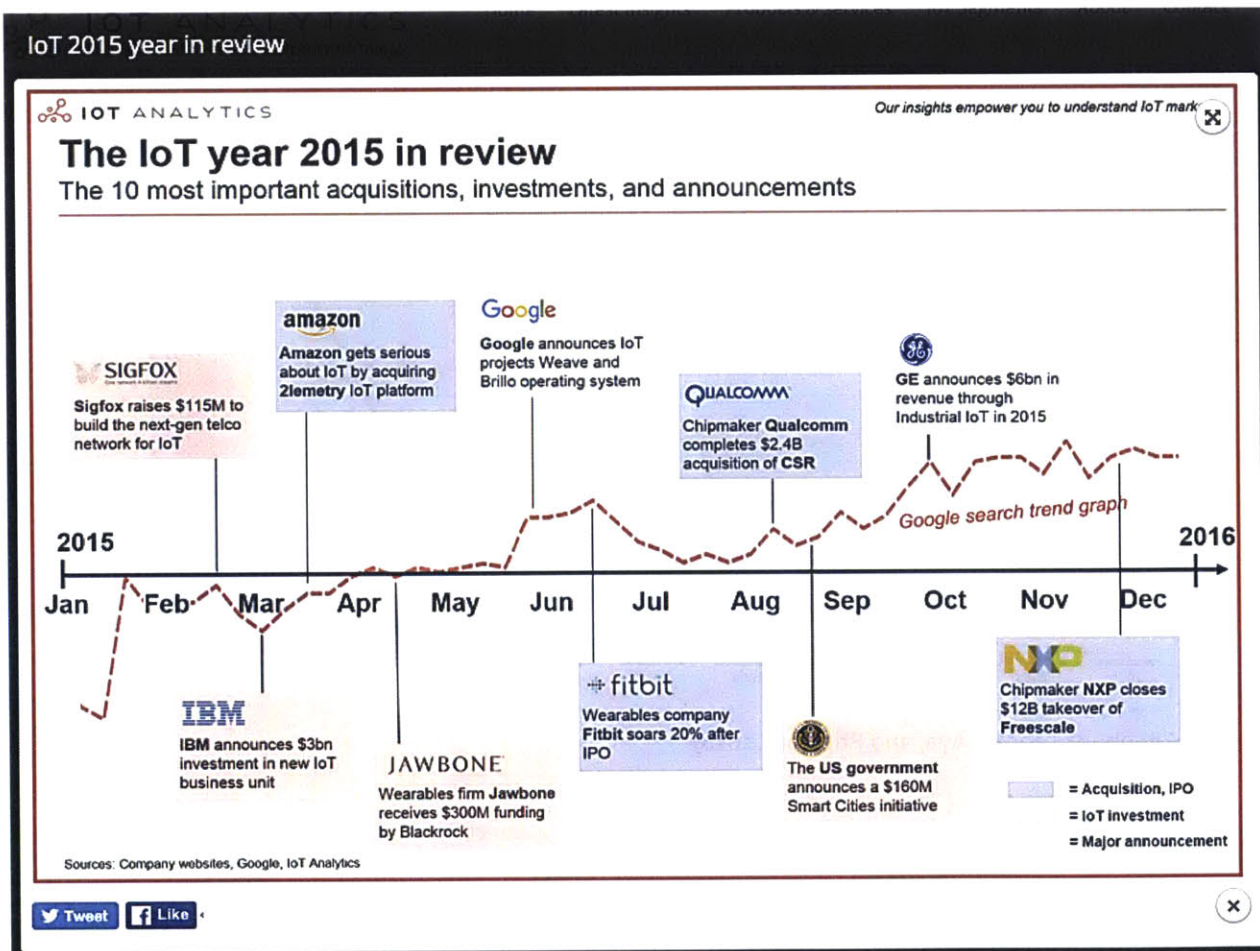 IoT 2015 year in review
IOT ANALYTICS
Our insights empower you to understand IoT mark
The IoT year 2015 in review
The 10 most important acquisitions, investments, and announcements
SIGFOX
Sigfox raises $115M to
build the next-gen telco
network for IoT
amazon
Amazon gets serious
about IoT by acquiring
2lemetry IoT platform
Google
Google announces IoT
projects Weave and
Brillo operating system
QUALCOMM
Chipmaker Qualcomm
completes $2.4B
acquisition of CSR
GE
GE announces $6bn in
revenue through
Industrial IoT in 2015
Google search trend graph
2015
2016
Jan Feb Mar Apr May Jun Jul Aug Sep Oct Nov Dec
IBM
IBM announces $3bn
investment in new IoT
business unit
JAWBONE
Wearables firm Jawbone
receives $300M funding
by Blackrock
fitbit
Wearables company
Fitbit soars 20% after
IPO
The US government
announces a $160M
Smart Cities initiative
NXP
Chipmaker NXP closes
$12B takeover of
Freescale
= Acquisition, IPO
= IoT investment
= Major announcement
Sources: Company websites, Google, IoT Analytics
Tweet
f Like